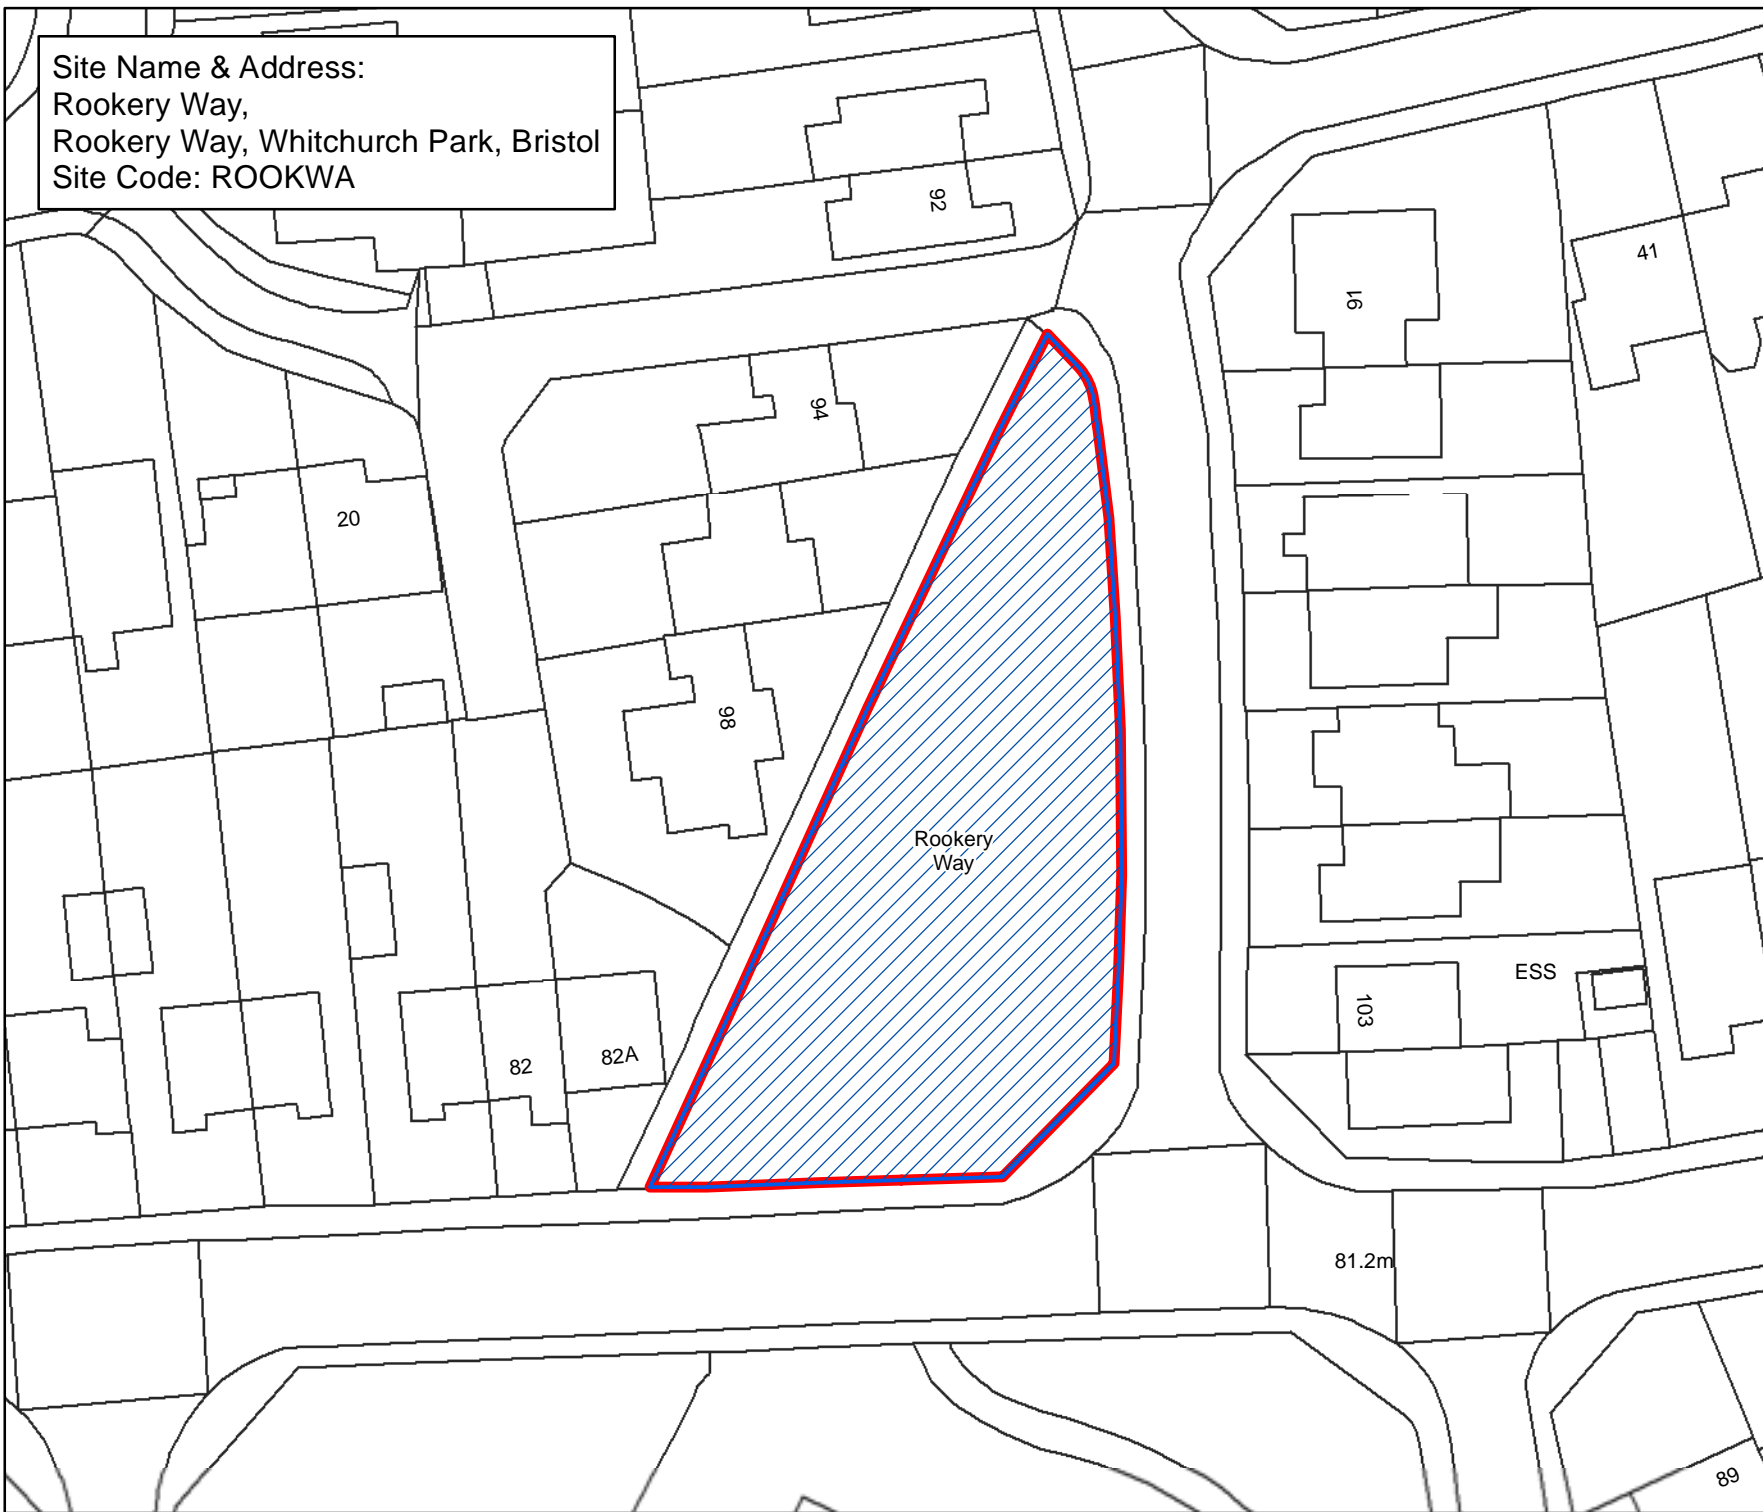 Site Name & Address:
Rookery Way,
Rookery Way, Whitchurch Park, Bristol
Site Code: ROOKWA
92
41
91
94
20
98
Rookery
Way
ESS
103
82
82A
81.2m
89